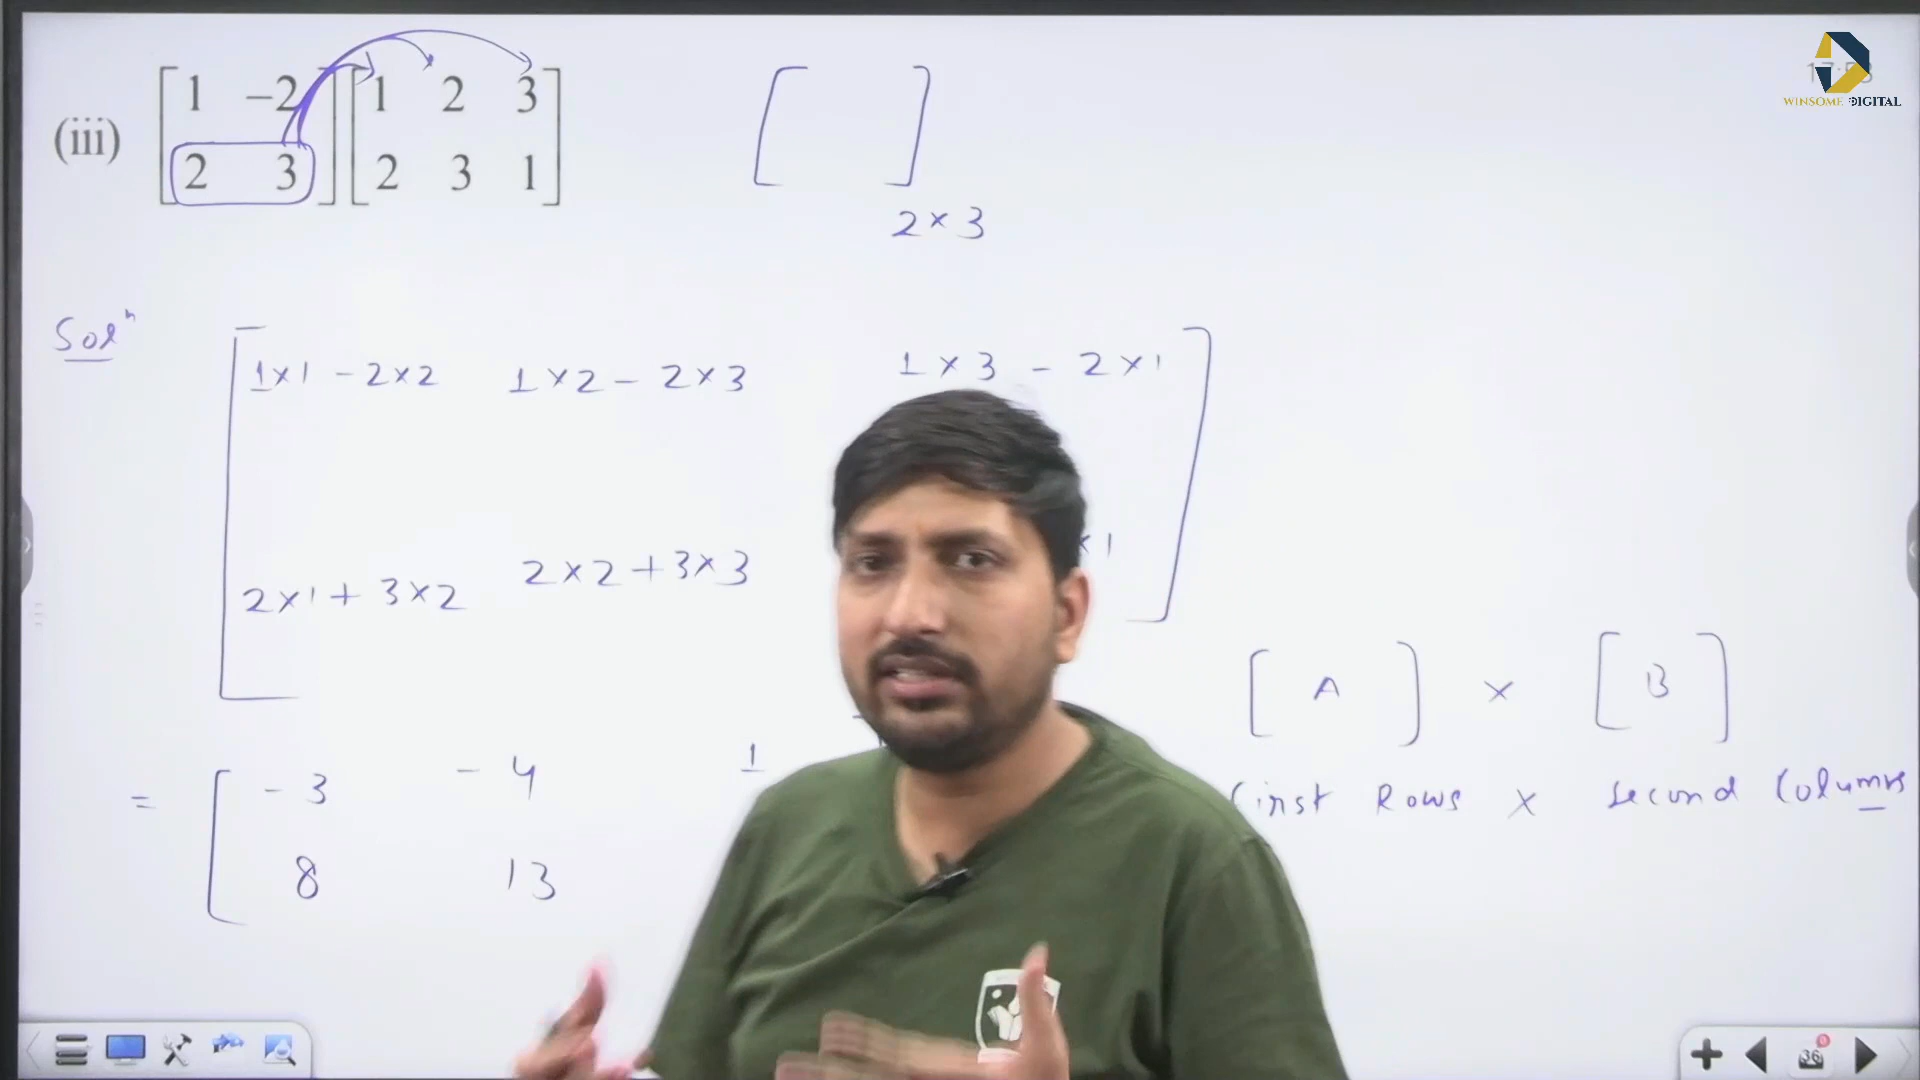 (iii) [1 -2 [1 2 3]
2 3] 2 3 1]
[ ]
2 × 3
Solⁿ
[1×1 - 2×2 1×2 - 2×3 1×3 - 2×1]
2×1 + 3×2 2×2 + 3×3 ×1
= [-3 -4 1
8 13
[A] × [B]
First Rows × Second Columns
WINSOME DIGITAL
36